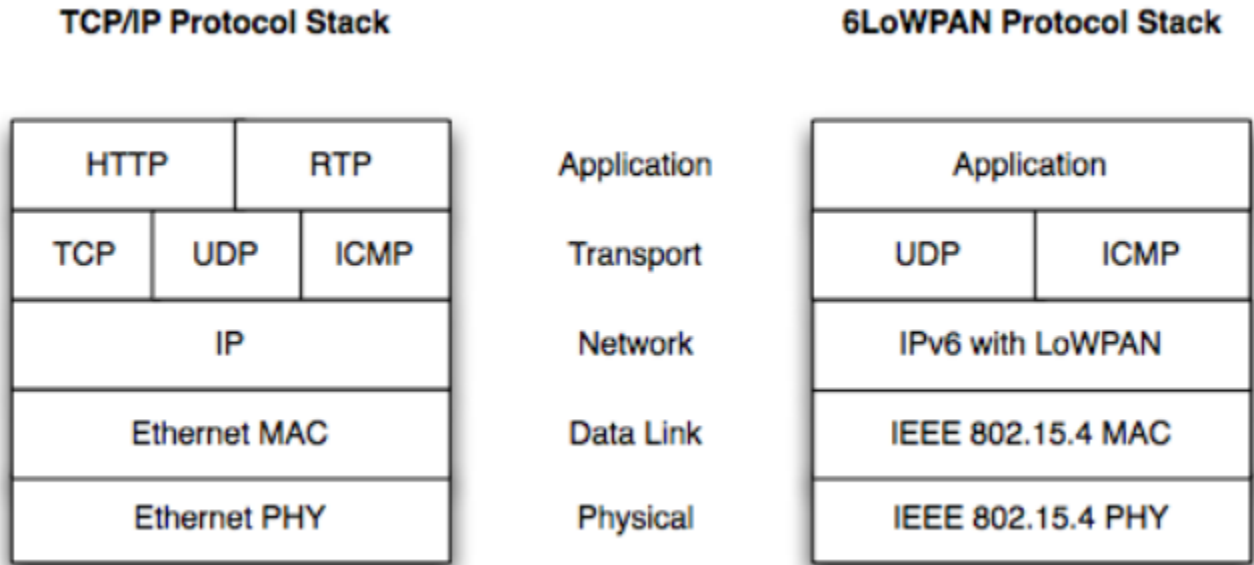 TCP/IP Protocol Stack 6LoWPAN Protocol Stack
HTTP RTP Application Application
TCP UDP ICMP Transport UDP ICMP
IP Network IPv6 with LoWPAN
Ethernet MAC Data Link IEEE 802.15.4 MAC
Ethernet PHY Physical IEEE 802.15.4 PHY